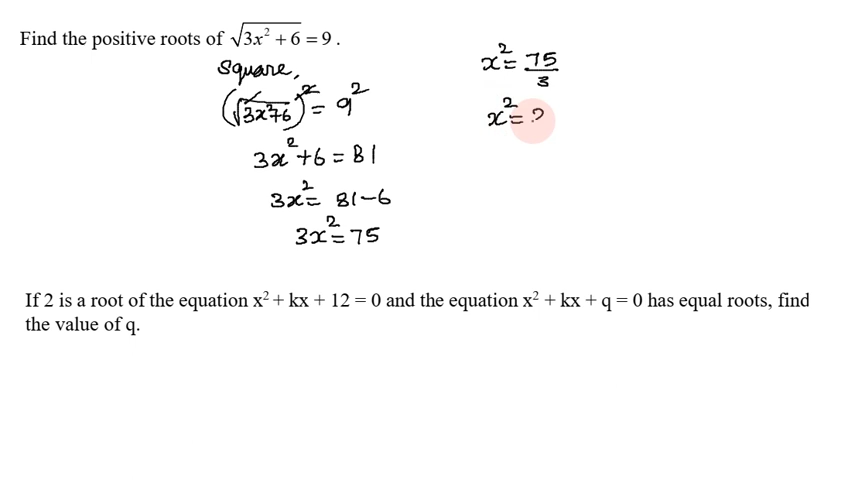 Find the positive roots of √3x² + 6 = 9 .
Square,
(√3x²+6)² = 9²
3x²+6 = 81
3x² = 81-6
3x² = 75
x² = 75/3
x² = 2
If 2 is a root of the equation x² + kx + 12 = 0 and the equation x² + kx + q = 0 has equal roots, find
the value of q.